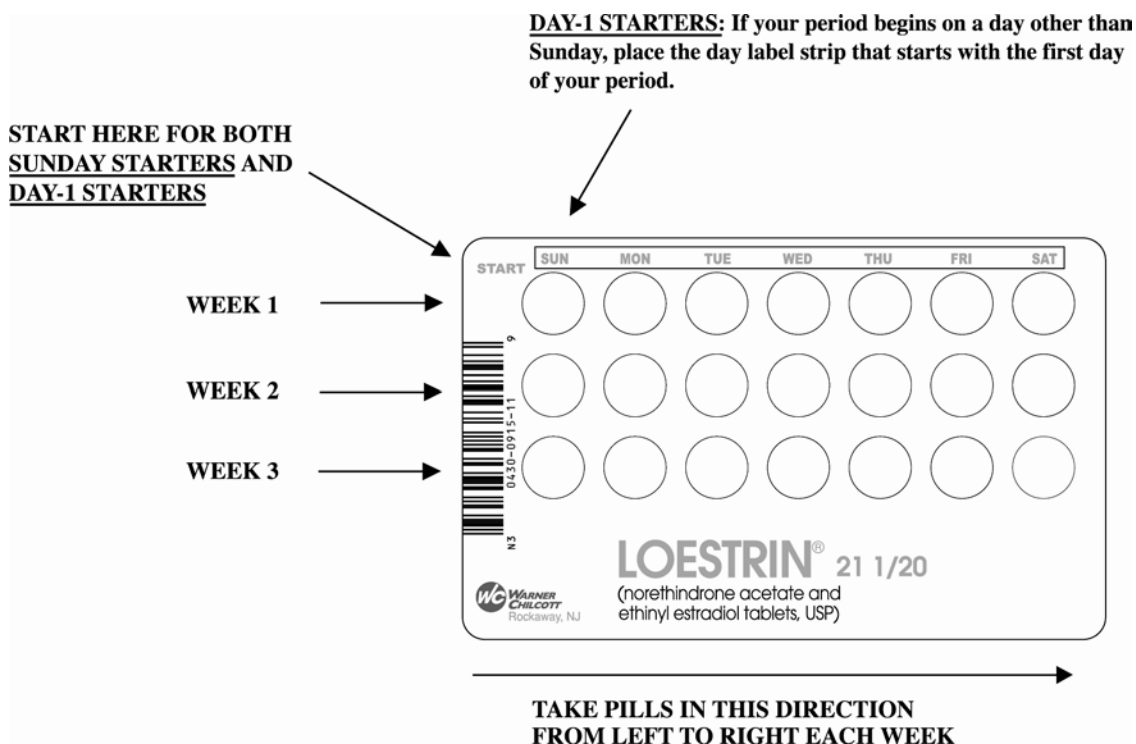 DAY-1 STARTERS: If your period begins on a day other than
Sunday, place the day label strip that starts with the first day
of your period.
START HERE FOR BOTH
SUNDAY STARTERS AND
DAY-1 STARTERS
START SUN MON TUE WED THU FRI SAT
WEEK 1
WEEK 2
WEEK 3
N3 0430-0915-11 9
LOESTRIN® 21 1/20
(norethindrone acetate and
ethinyl estradiol tablets, USP)
WC WARNER
CHILCOTT
Rockaway, NJ
TAKE PILLS IN THIS DIRECTION
FROM LEFT TO RIGHT EACH WEEK